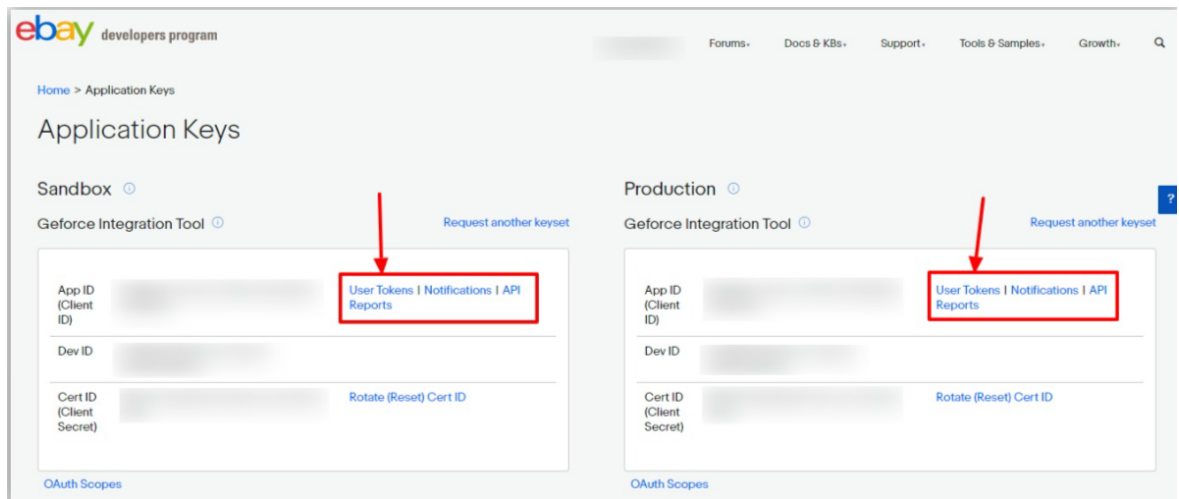 ebay developers program
Forums Docs & KBs Support Tools & Samples Growth
Home > Application Keys
Application Keys
Sandbox
Geforce Integration Tool Request another keyset
App ID
(Client
ID)
User Tokens | Notifications | API
Reports
Dev ID
Cert ID
(Client
Secret)
Rotate (Reset) Cert ID
OAuth Scopes
Production
?
Geforce Integration Tool Request another keyset
App ID
(Client
ID)
User Tokens | Notifications | API
Reports
Dev ID
Cert ID
(Client
Secret)
Rotate (Reset) Cert ID
OAuth Scopes